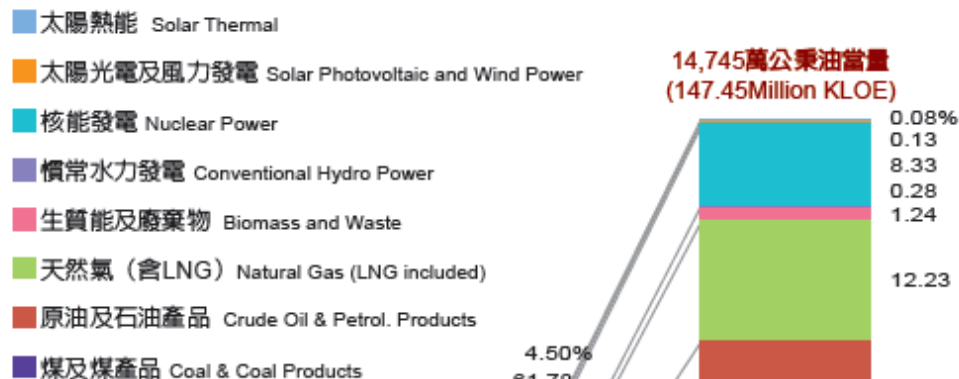 太陽熱能 Solar Thermal
太陽光電及風力發電 Solar Photovoltaic and Wind Power
核能發電 Nuclear Power
慣常水力發電 Conventional Hydro Power
生質能及廢棄物 Biomass and Waste
天然氣（含LNG）Natural Gas (LNG included)
原油及石油產品 Crude Oil & Petrol. Products
煤及煤產品 Coal & Coal Products
14,745萬公秉油當量
(147.45Million KLOE)
0.08%
0.13
8.33
0.28
1.24
12.23
4.50%